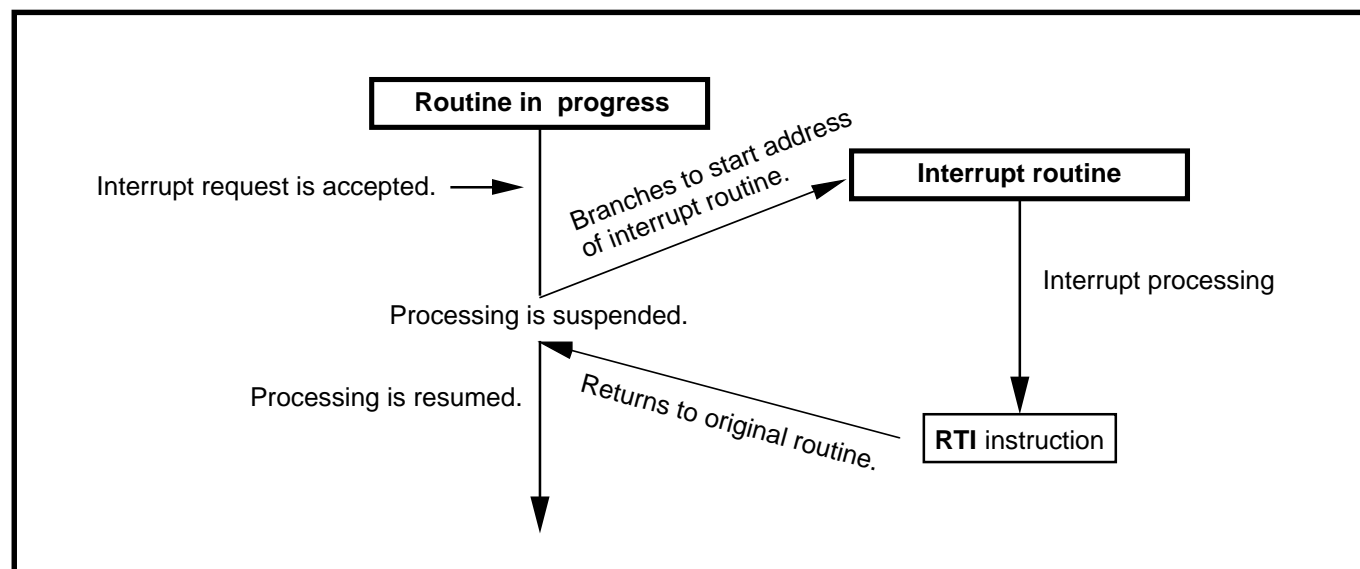 Routine in progress
Interrupt request is accepted.
Branches to start address
of interrupt routine.
Interrupt routine
Interrupt processing
Processing is suspended.
Processing is resumed.
Returns to original routine.
RTI instruction